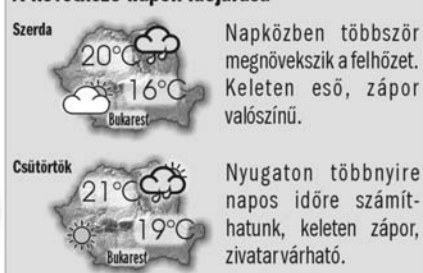 A következő napok időjárása
Szerda
20°C
16°C
Bukarest
Napközben többször
megnövekszik a felhőzet.
Keleten eső, zápor
valószínű.
Csütörtök
21°C
19°C
Bukarest
Nyugaton többnyire
napos időre számít-
hatunk, keleten zápor,
zivatar várható.